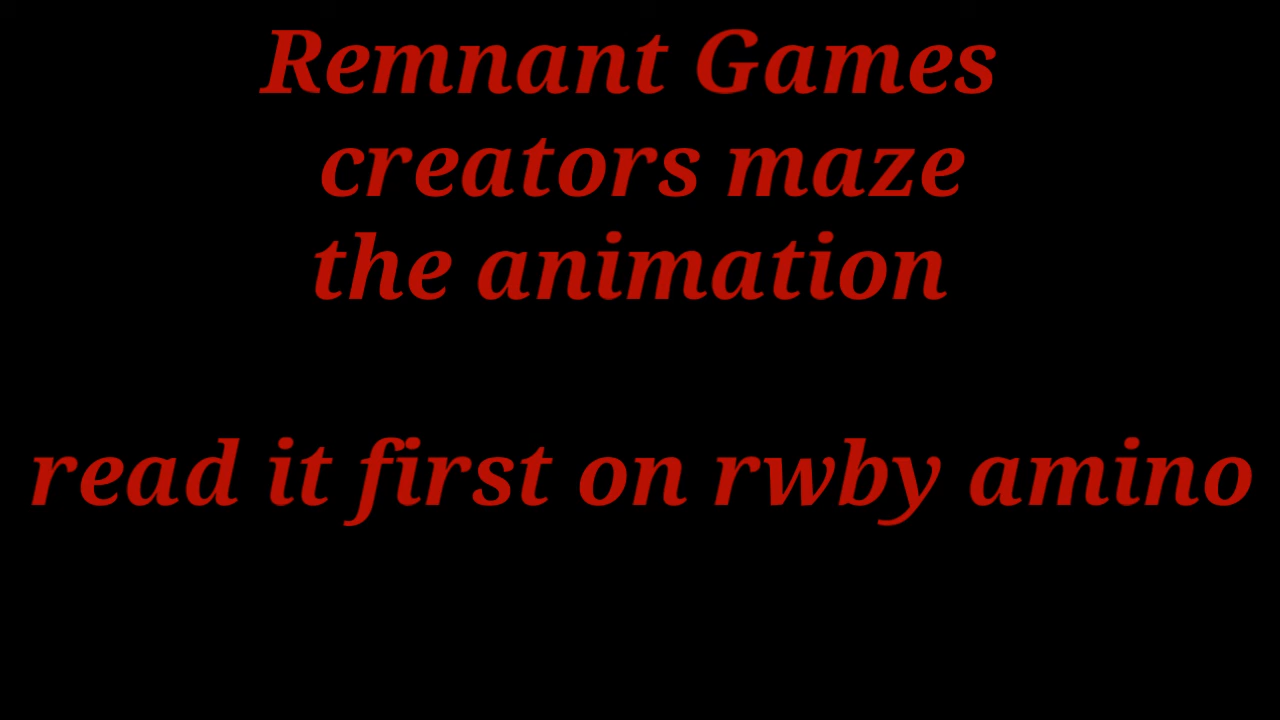 Remnant Games
creators maze
the animation
read it first on rwby amino